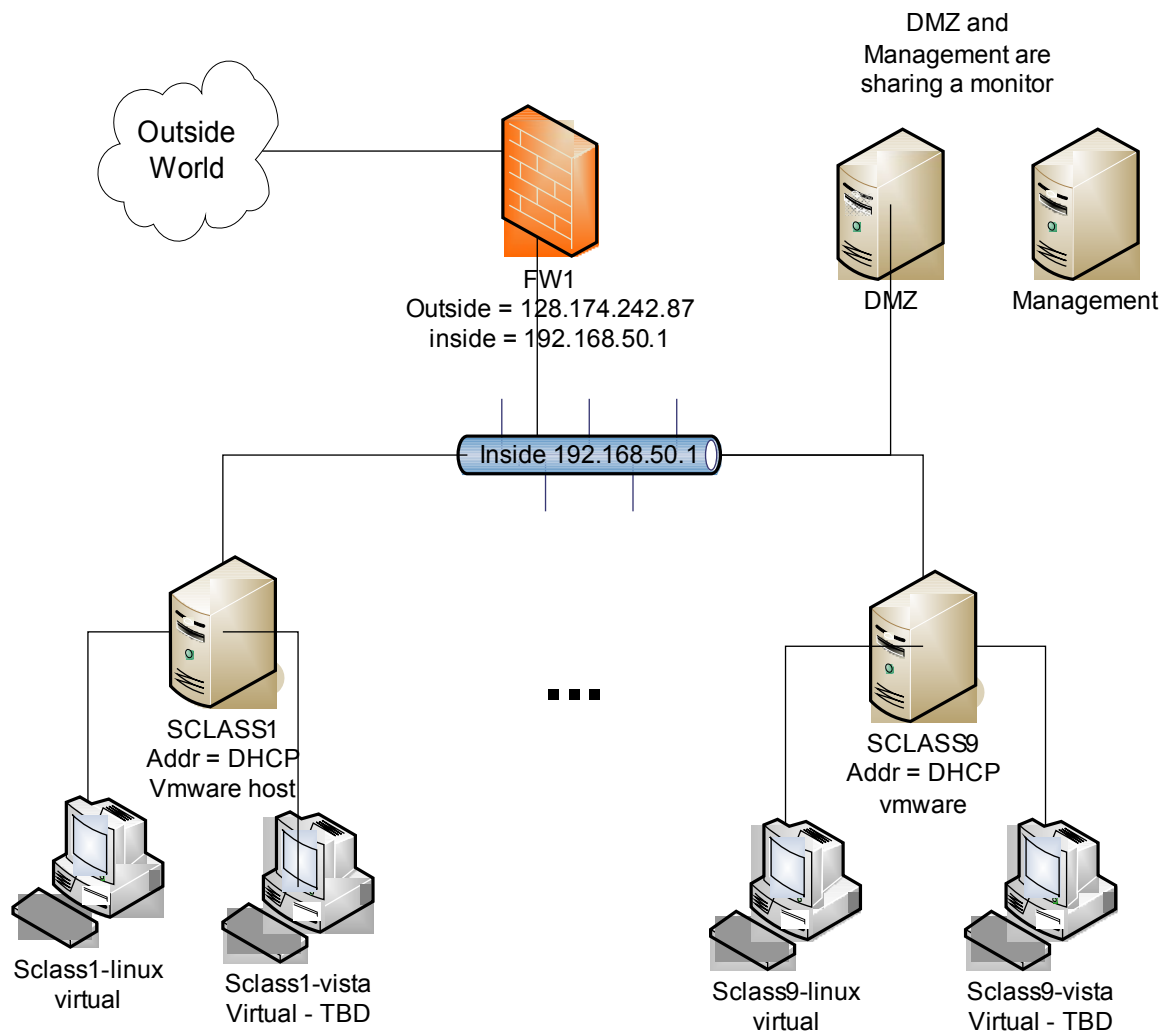 DMZ and
Management are
sharing a monitor
Outside
World
FW1
Outside = 128.174.242.87
inside = 192.168.50.1
DMZ
Management
Inside 192.168.50.1
SCLASS1
Addr = DHCP
Vmware host
...
SCLASS9
Addr = DHCP
vmware
Sclass1-linux
virtual
Sclass1-vista
Virtual - TBD
Sclass9-linux
virtual
Sclass9-vista
Virtual - TBD